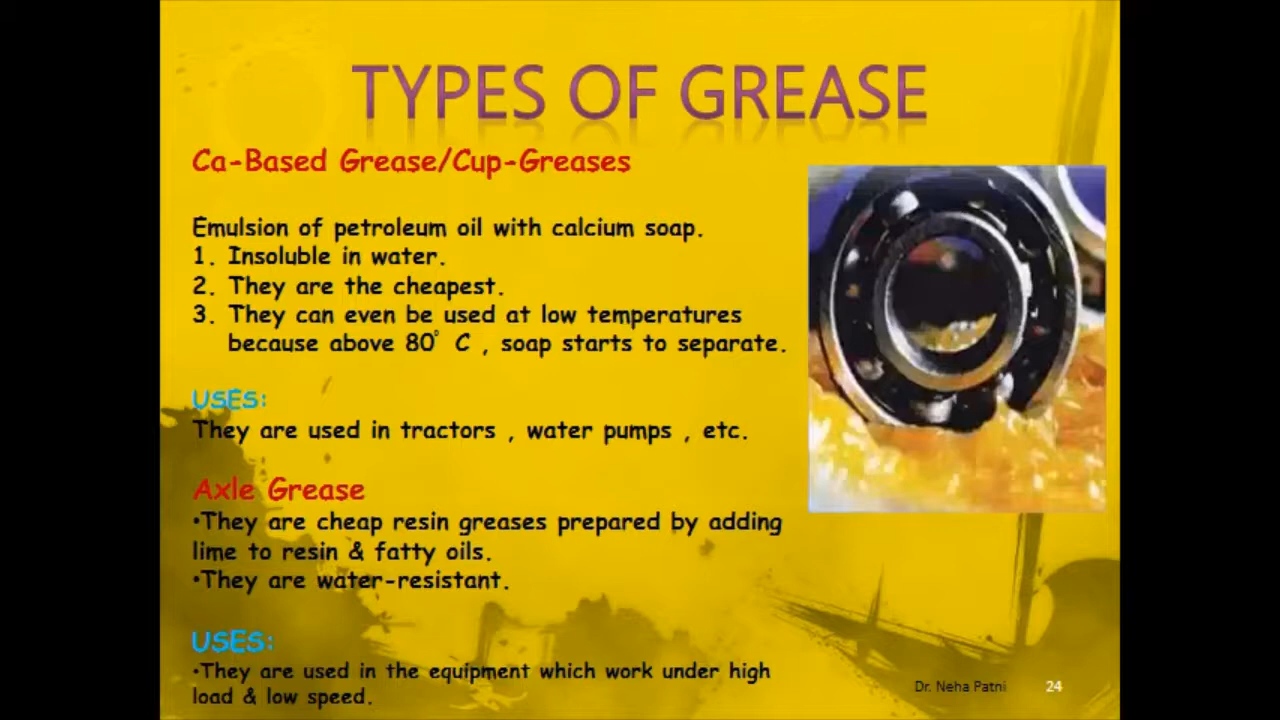 TYPES OF GREASE
Ca-Based Grease/Cup-Greases
Emulsion of petroleum oil with calcium soap.
1. Insoluble in water.
2. They are the cheapest.
3. They can even be used at low temperatures
because above 80° C , soap starts to separate.
USES:
They are used in tractors , water pumps , etc.
Axle Grease
•They are cheap resin greases prepared by adding
lime to resin & fatty oils.
•They are water-resistant.
USES:
•They are used in the equipment which work under high
load & low speed.
Dr. Neha Patni 24